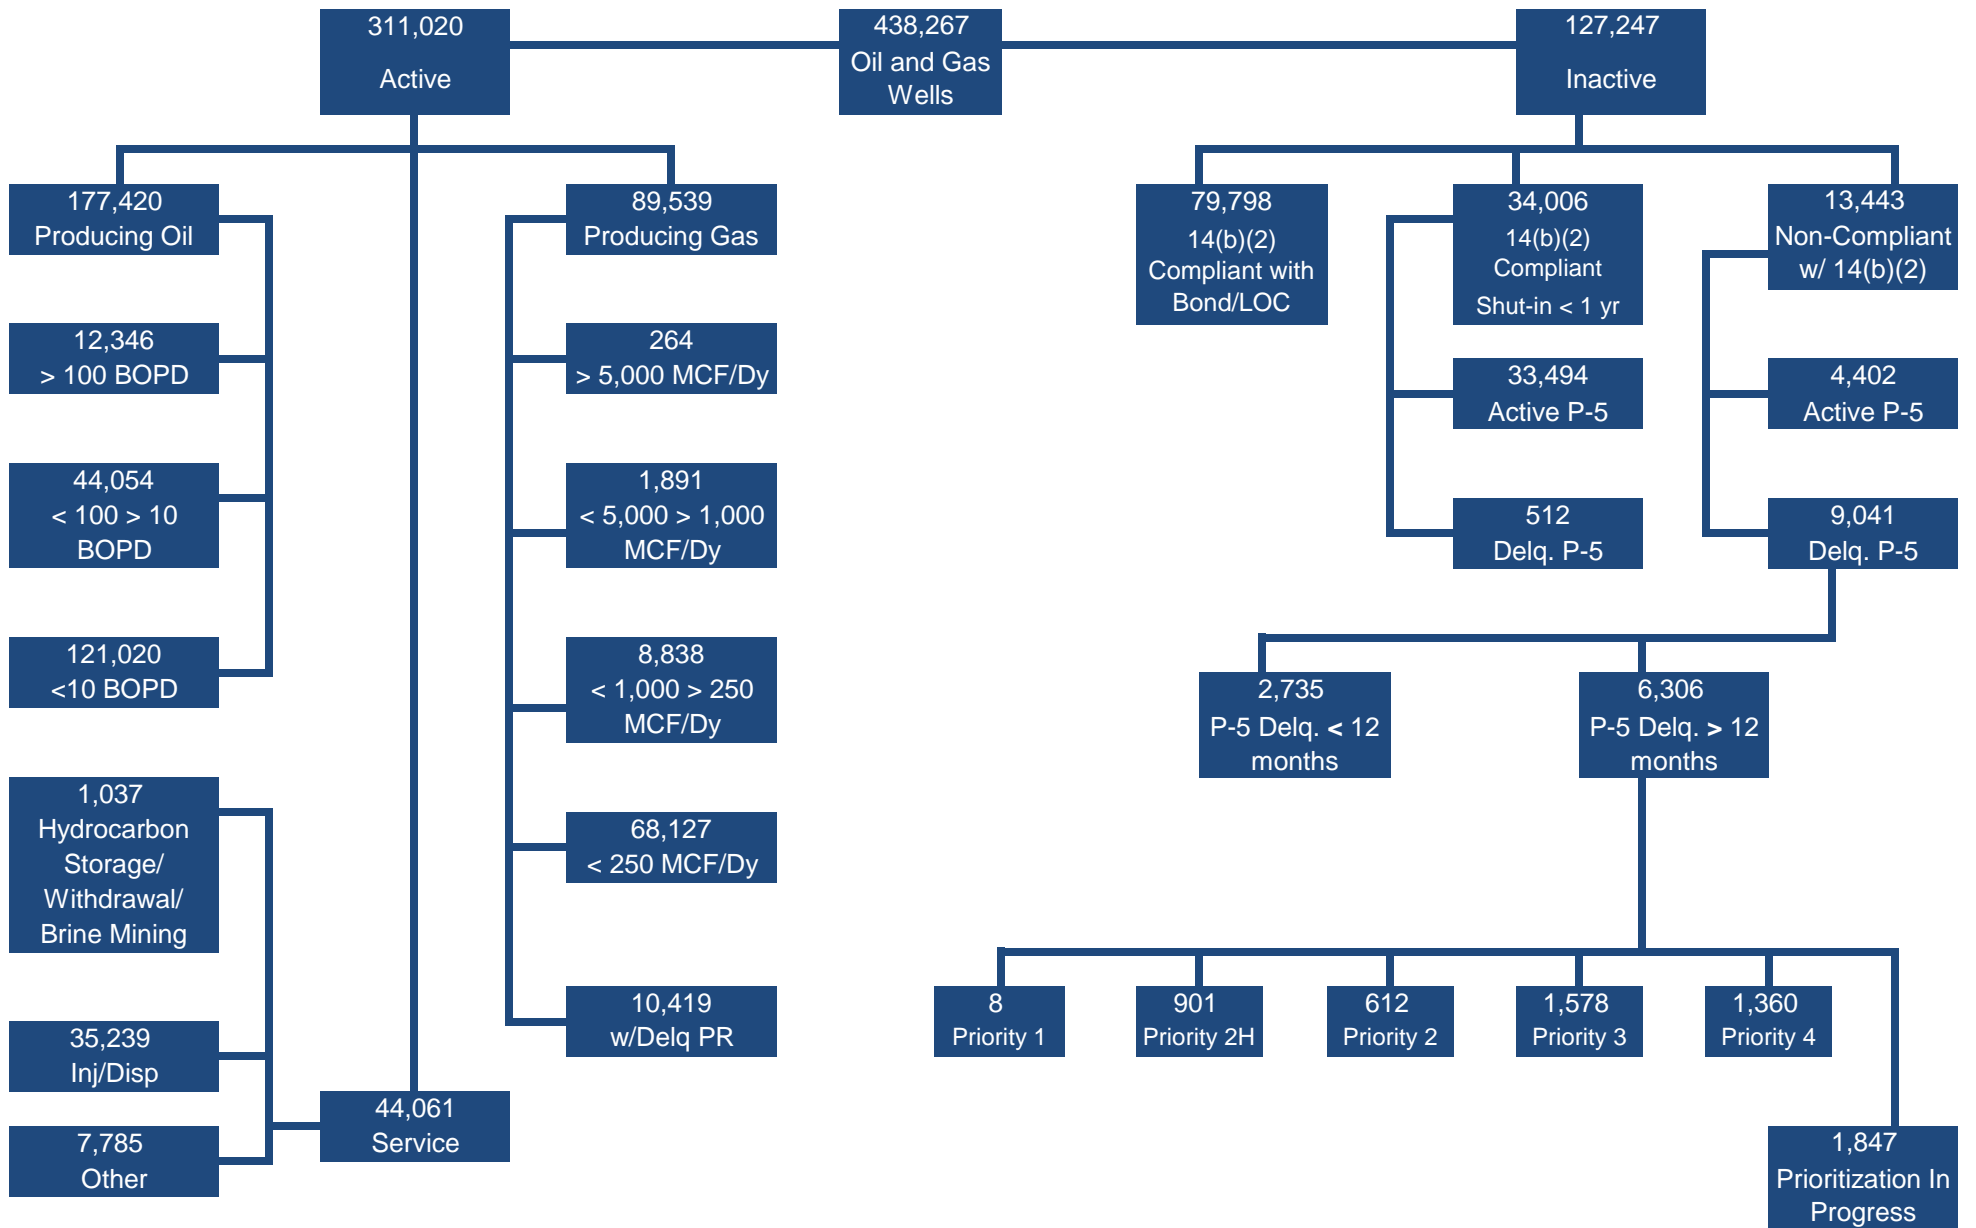 311,020
Active
438,267
Oil and Gas
Wells
127,247
Inactive
177,420
Producing Oil
12,346
> 100 BOPD
44,054
< 100 > 10
BOPD
121,020
<10 BOPD
1,037
Hydrocarbon
Storage/
Withdrawal/
Brine Mining
35,239
Inj/Disp
7,785
Other
44,061
Service
89,539
Producing Gas
264
> 5,000 MCF/Dy
1,891
< 5,000 > 1,000
MCF/Dy
8,838
< 1,000 > 250
MCF/Dy
68,127
< 250 MCF/Dy
10,419
w/Delq PR
79,798
14(b)(2)
Compliant with
Bond/LOC
34,006
14(b)(2)
Compliant
Shut-in < 1 yr
33,494
Active P-5
512
Delq. P-5
13,443
Non-Compliant
w/ 14(b)(2)
4,402
Active P-5
9,041
Delq. P-5
2,735
P-5 Delq. < 12
months
6,306
P-5 Delq. > 12
months
8
Priority 1
901
Priority 2H
612
Priority 2
1,578
Priority 3
1,360
Priority 4
1,847
Prioritization In
Progress